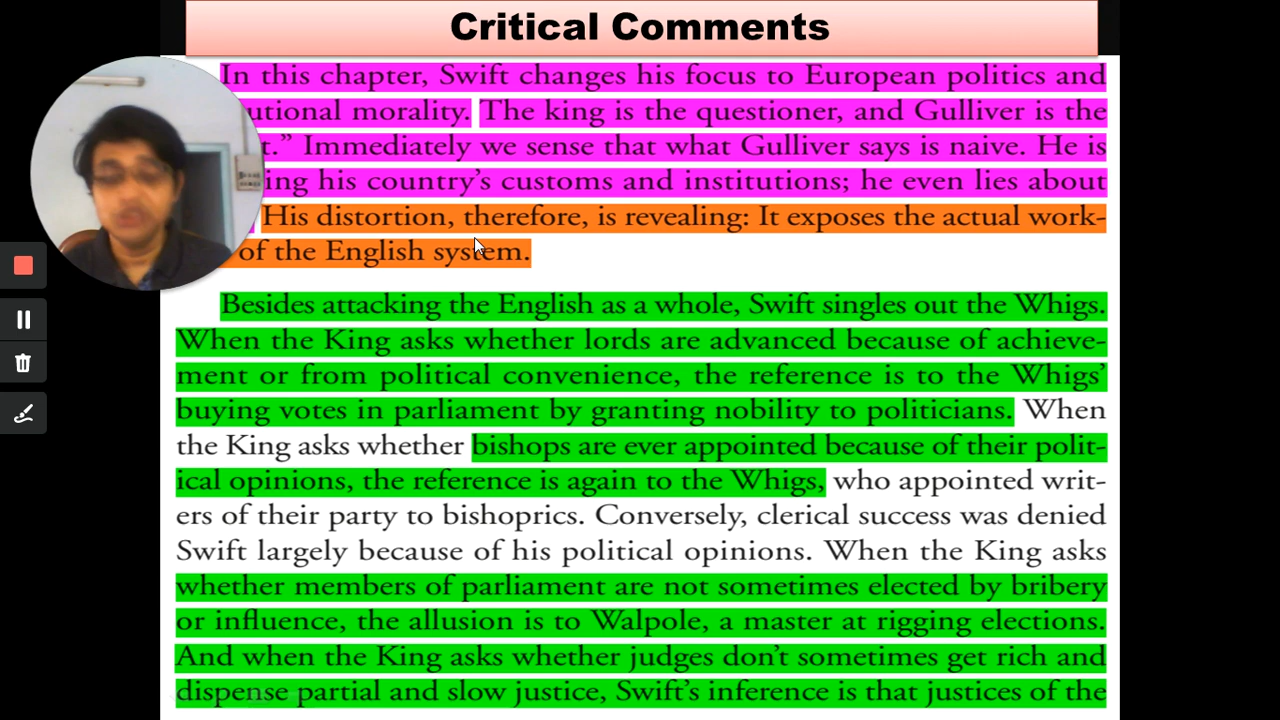 Critical Comments
In this chapter, Swift changes his focus to European politics and
utional morality. The king is the questioner, and Gulliver is the
t.” Immediately we sense that what Gulliver says is naive. He is
ing his country’s customs and institutions; he even lies about
His distortion, therefore, is revealing: It exposes the actual work-
of the English system.
Besides attacking the English as a whole, Swift singles out the Whigs.
When the King asks whether lords are advanced because of achieve-
ment or from political convenience, the reference is to the Whigs’
buying votes in parliament by granting nobility to politicians. When
the King asks whether bishops are ever appointed because of their polit-
ical opinions, the reference is again to the Whigs, who appointed writ-
ers of their party to bishoprics. Conversely, clerical success was denied
Swift largely because of his political opinions. When the King asks
whether members of parliament are not sometimes elected by bribery
or influence, the allusion is to Walpole, a master at rigging elections.
And when the King asks whether judges don’t sometimes get rich and
dispense partial and slow justice, Swift’s inference is that justices of the